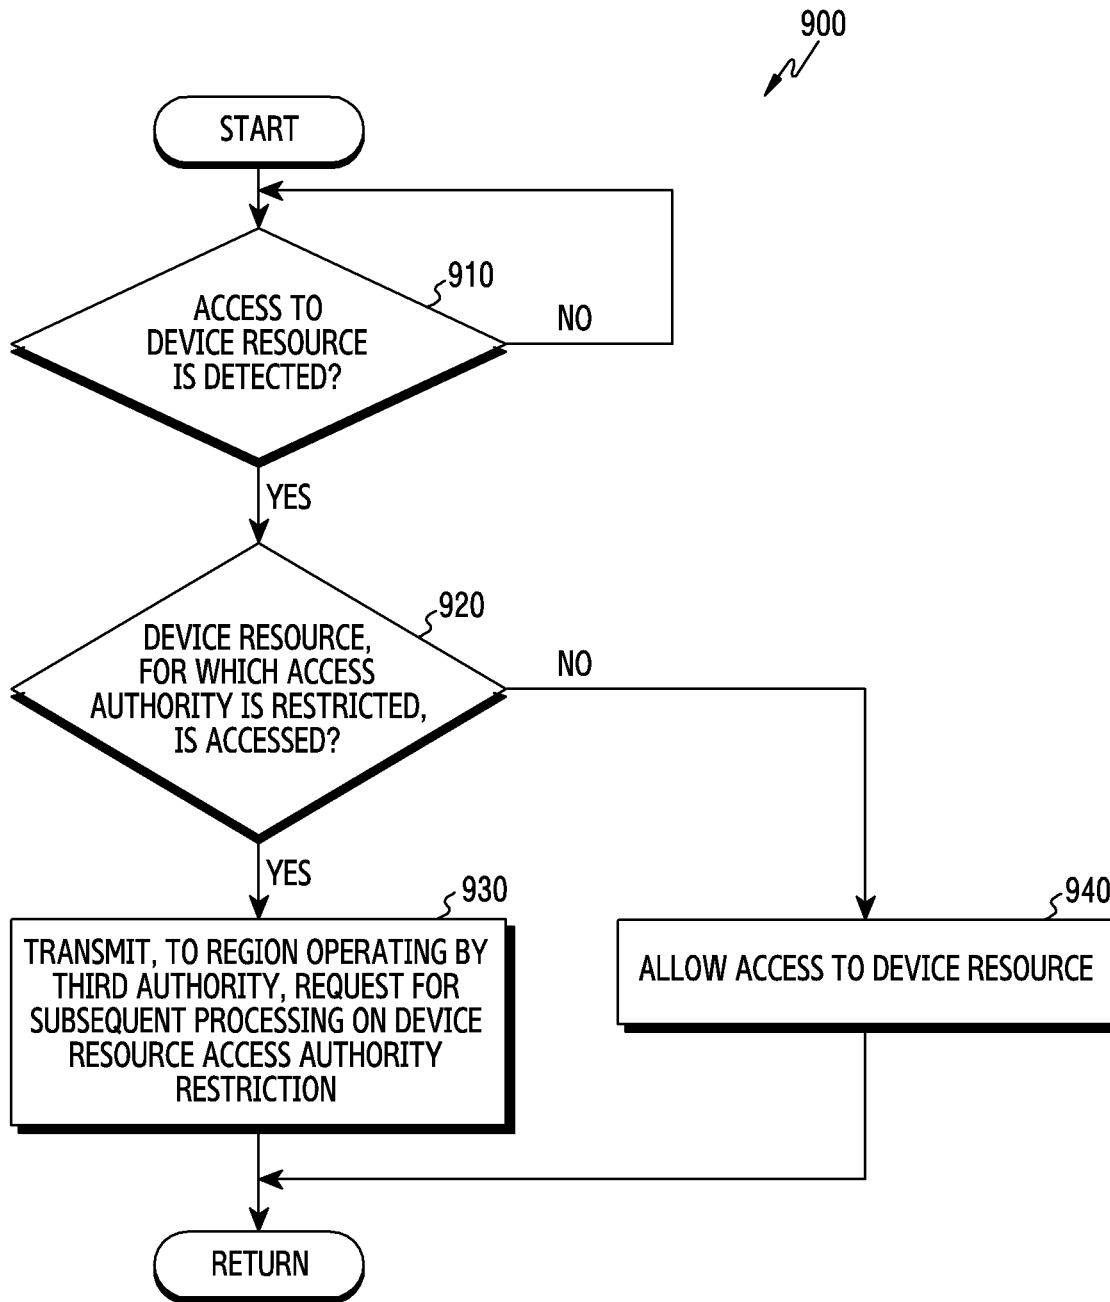 900
START
910
ACCESS TO
DEVICE RESOURCE
IS DETECTED?
NO
YES
920
DEVICE RESOURCE,
FOR WHICH ACCESS
AUTHORITY IS RESTRICTED,
IS ACCESSED?
NO
YES
930
TRANSMIT, TO REGION OPERATING BY
THIRD AUTHORITY, REQUEST FOR
SUBSEQUENT PROCESSING ON DEVICE
RESOURCE ACCESS AUTHORITY
RESTRICTION
940
ALLOW ACCESS TO DEVICE RESOURCE
RETURN